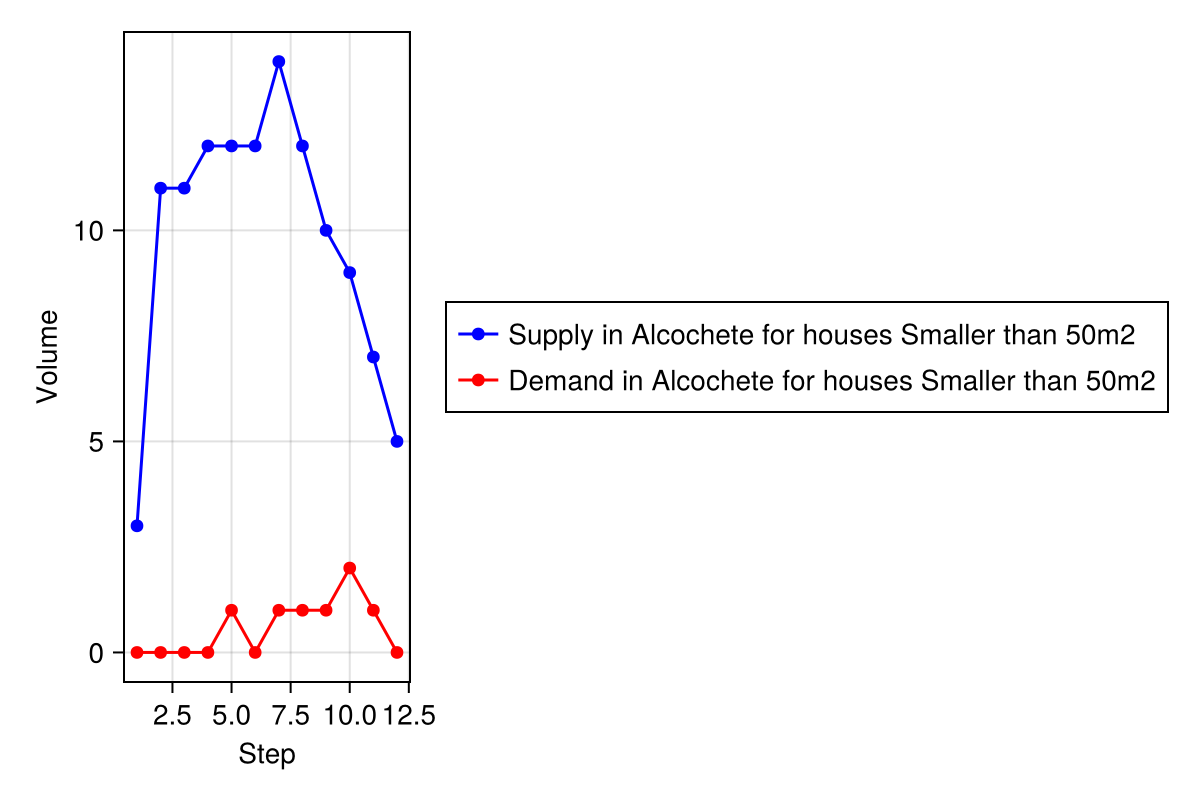 Volume
10
5
0
2.5 5.0 7.5 10.0 12.5
Step
Supply in Alcochete for houses Smaller than 50m2
Demand in Alcochete for houses Smaller than 50m2